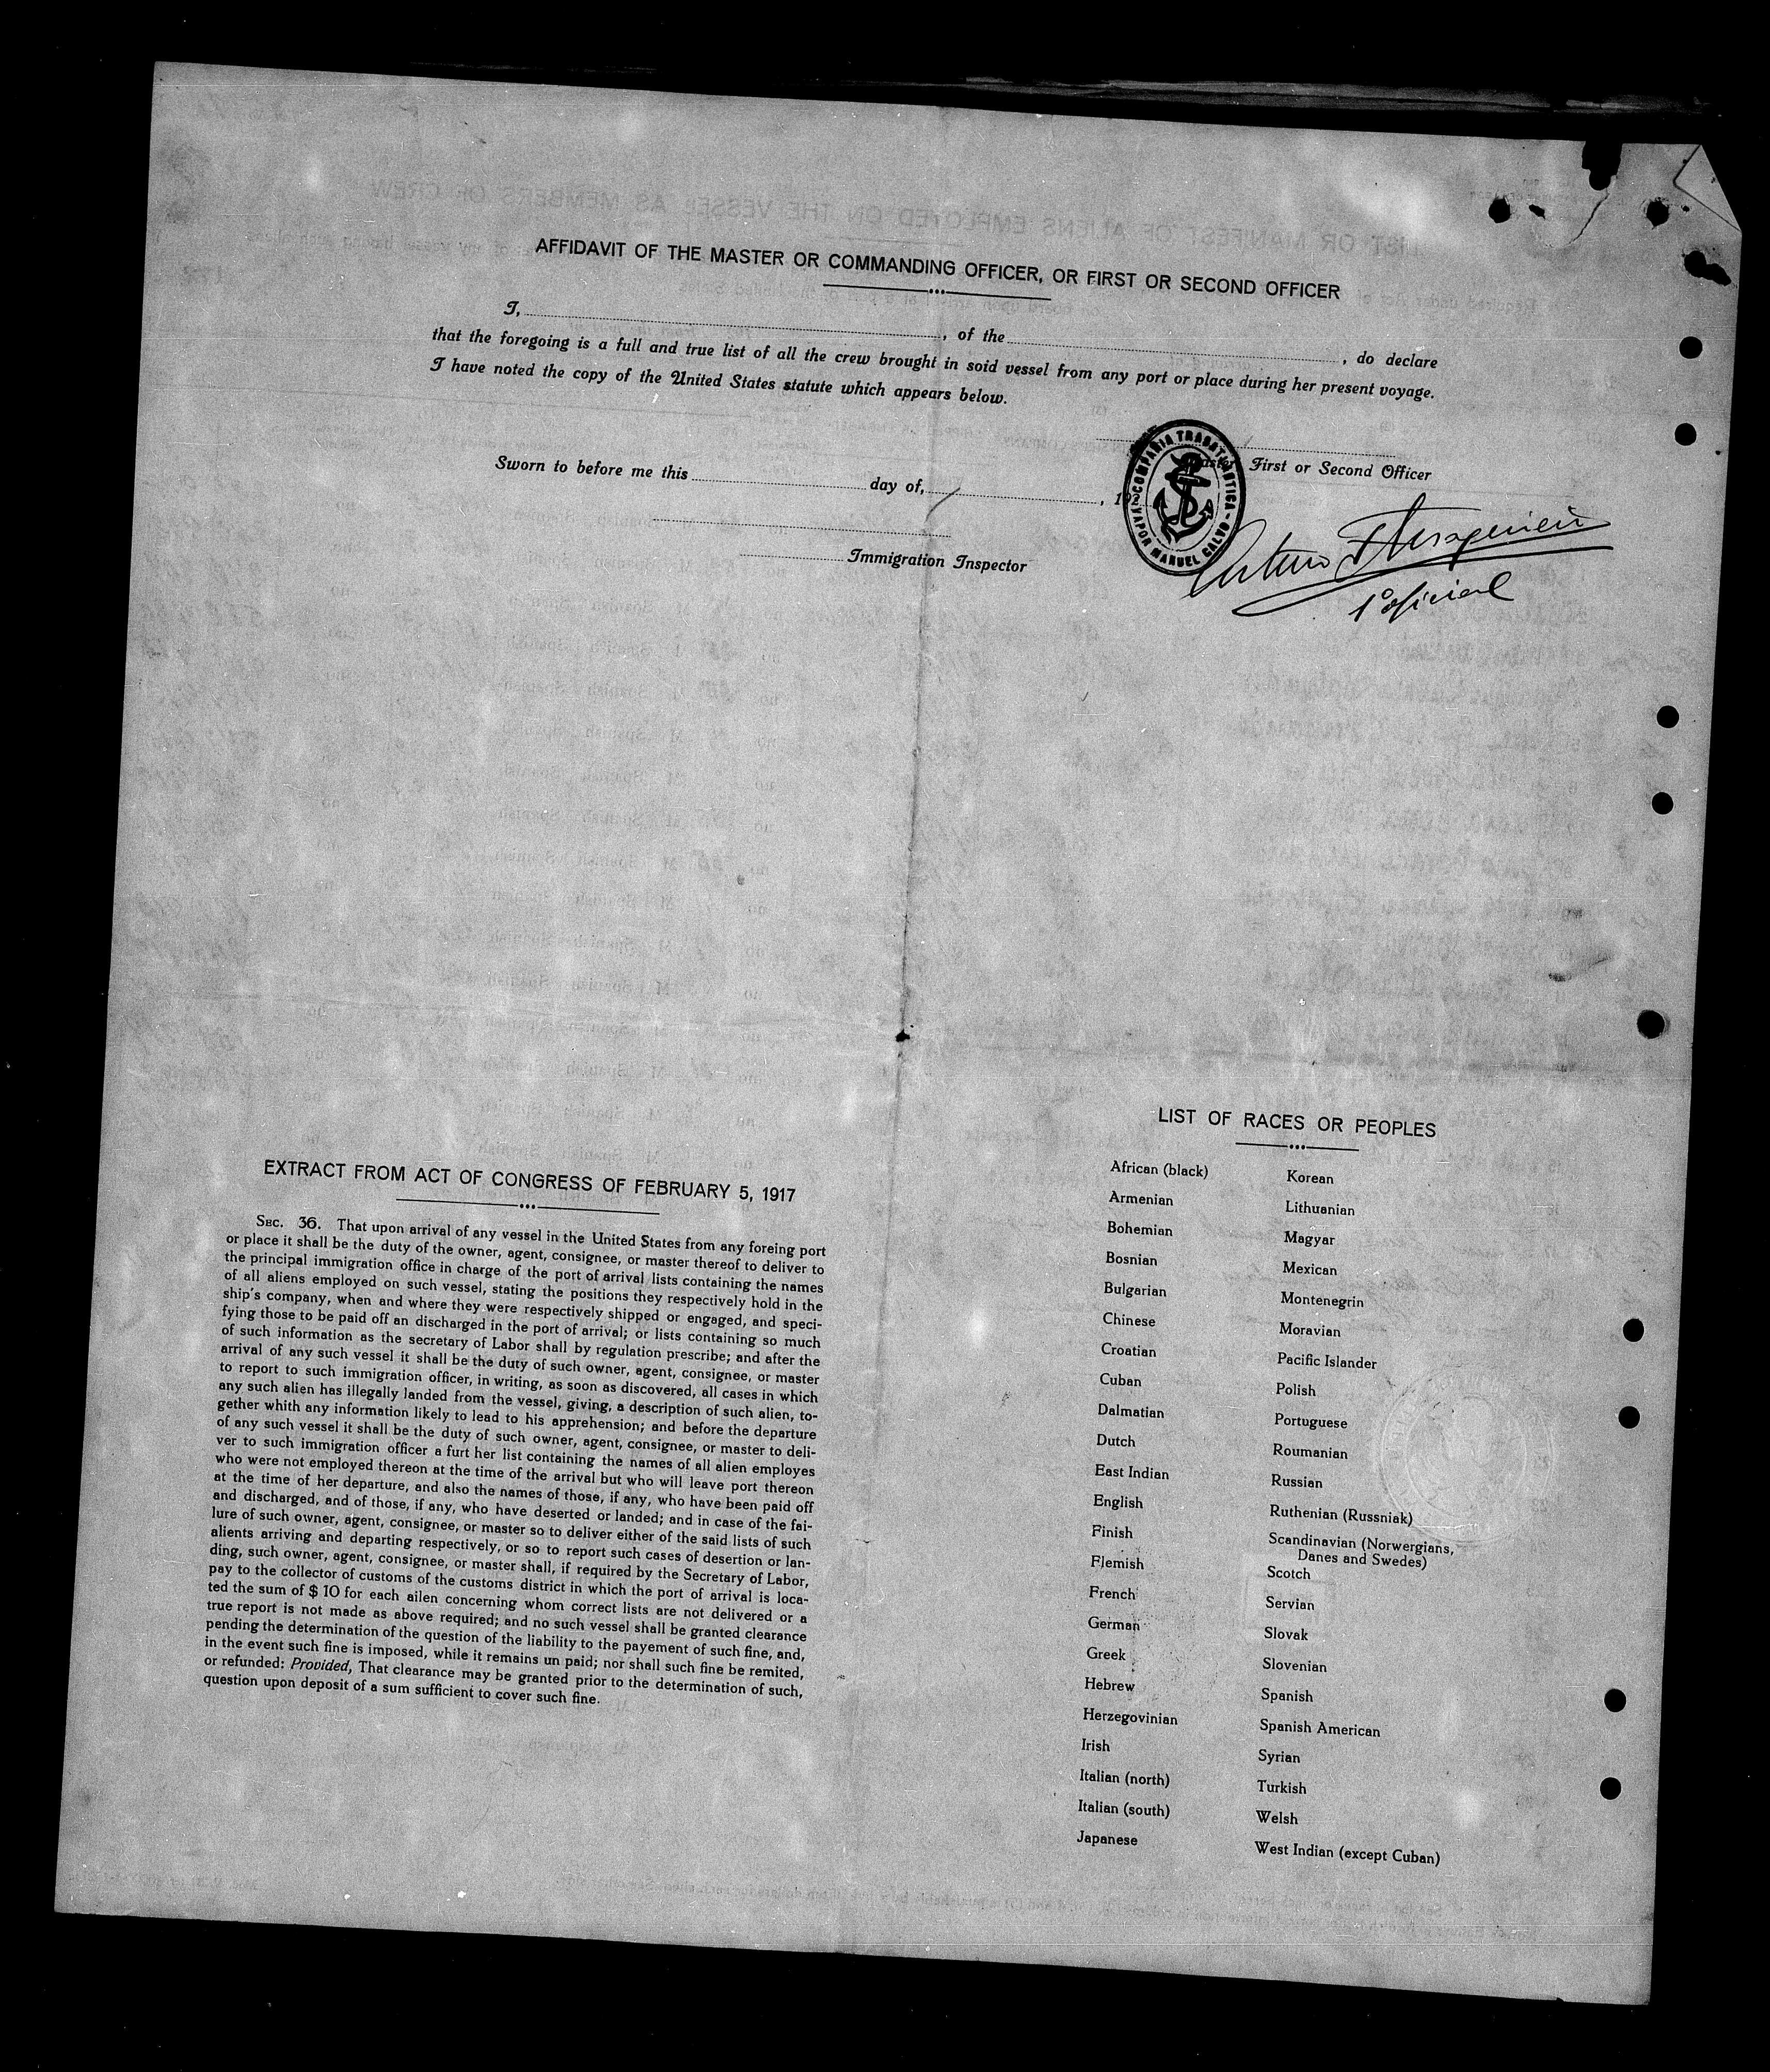 AFFIDAVIT OF THE MASTER OR COMMANDING OFFICER, OR FIRST OR SECOND OFFICER
I, , of the , do declare
that the foregoing is a full and true list of all the crew brought in soid vessel from any port or place during her present voyage.
I have noted the copy of the United States statute which appears below.
First or Second Officer
Sworn to before me this day of, , 192
Immigration Inspector
COMPAÑIA TRASATLANTICA
VAPOR MANUEL CALVO
Arturo
1º oficial
EXTRACT FROM ACT OF CONGRESS OF FEBRUARY 5, 1917
SEC. 36. That upon arrival of any vessel in the United States from any foreing port
or place it shall be the duty of the owner, agent, consignee, or master thereof to deliver to
the principal immigration office in charge of the port of arrival lists containing the names
of all aliens employed on such vessel, stating the positions they respectively hold in the
ship's company, when and where they were respectively shipped or engaged, and speci-
fying those to be paid off an discharged in the port of arrival; or lists containing so much
of such information as the secretary of Labor shall by regulation prescribe; and after the
arrival of any such vessel it shall be the duty of such owner, agent, consignee, or master
to report to such immigration officer, in writing, as soon as discovered, all cases in which
any such alien has illegally landed from the vessel, giving, a description of such alien, to-
gether whith any information likely to lead to his apprehension; and before the departure
of any such vessel it shall be the duty of such owner, agent, consignee, or master to deli-
ver to such immigration officer a furt her list containing the names of all alien employes
who were not employed thereon at the time of the arrival but who will leave port thereon
at the time of her departure, and also the names of those, if any, who have been paid off
and discharged, and of those, if any, who have deserted or landed; and in case of the fai-
lure of such owner, agent, consignee, or master so to deliver either of the said lists of such
alients arriving and departing respectively, or so to report such cases of desertion or lan-
ding, such owner, agent, consignee, or master shall, if required by the Secretary of Labor,
pay to the collector of customs of the customs district in which the port of arrival is loca-
ted the sum of $ 10 for each ailen concerning whom correct lists are not delivered or a
true report is not made as above required; and no such vessel shall be granted clearance
pending the determination of the question of the liability to the payement of such fine, and,
in the event such fine is imposed, while it remains un paid; nor shall such fine be remited,
or refunded: Provided, That clearance may be granted prior to the determination of such,
question upon deposit of a sum sufficient to cover such fine.
LIST OF RACES OR PEOPLES
African (black)
Armenian
Bohemian
Bosnian
Bulgarian
Chinese
Croatian
Cuban
Dalmatian
Dutch
East Indian
English
Finish
Flemish
French
German
Greek
Hebrew
Herzegovinian
Irish
Italian (north)
Italian (south)
Japanese
Korean
Lithuanian
Magyar
Mexican
Montenegrin
Moravian
Pacific Islander
Polish
Portuguese
Roumanian
Russian
Ruthenian (Russniak)
Scandinavian (Norwergians,
Danes and Swedes)
Scotch
Servian
Slovak
Slovenian
Spanish
Spanish American
Syrian
Turkish
Welsh
West Indian (except Cuban)